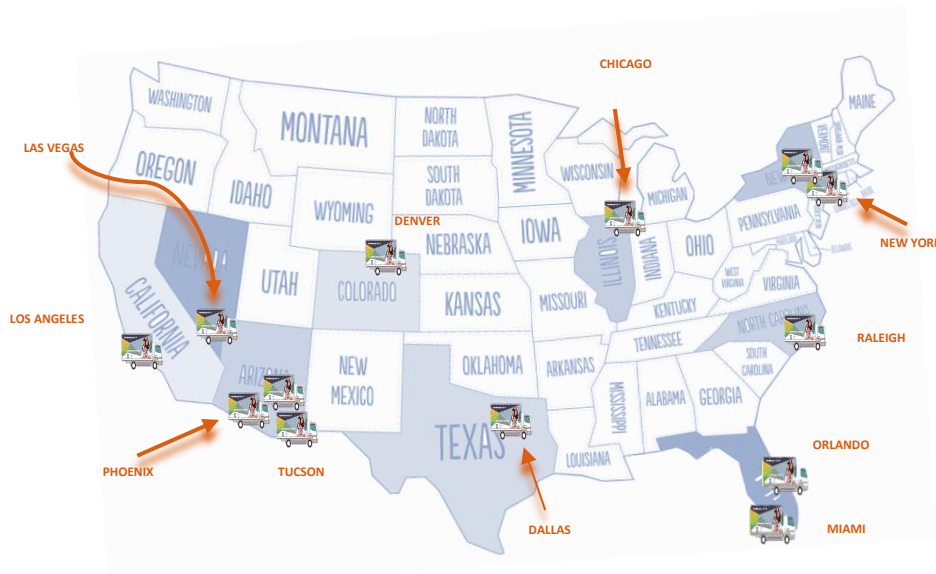 CHICAGO
MAINE
WASHINGTON
MONTANA
NORTH
DAKOTA
MINNESOTA
VERMONT
LAS VEGAS
OREGON
IDAHO
SOUTH
DAKOTA
WISCONSIN
MICHIGAN
WYOMING
DENVER
IOWA
PENNSYLVANIA
NEW YORK
NEVADA
NEBRASKA
ILLINOIS
INDIANA
OHIO
DELAWARE
UTAH
COLORADO
WEST
VIRGINIA
VIRGINIA
CALIFORNIA
KANSAS
MISSOURI
KENTUCKY
LOS ANGELES
NORTH CAROLINA
RALEIGH
TENNESSEE
ARIZONA
NEW
MEXICO
OKLAHOMA
ARKANSAS
SOUTH
CAROLINA
MISSISSIPPI
ALABAMA
GEORGIA
TEXAS
LOUISIANA
ORLANDO
PHOENIX
TUCSON
DALLAS
MIAMI